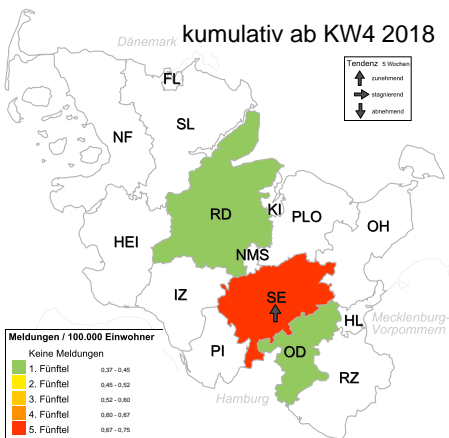 kumulativ ab KW4 2018
Dänemark
Tendenz 5 Wochen
zunehmend
stagnierend
abnehmend
FL
NF
SL
RD
KI
PLO
OH
HEI
NMS
IZ
SE
HL
Mecklenburg-
Vorpommern
PI
OD
RZ
Hamburg
Meldungen / 100.000 Einwohner
Keine Meldungen
1. Fünftel 0,37 - 0,45
2. Fünftel 0,45 - 0,52
3. Fünftel 0,52 - 0,60
4. Fünftel 0,60 - 0,67
5. Fünftel 0,67 - 0,75